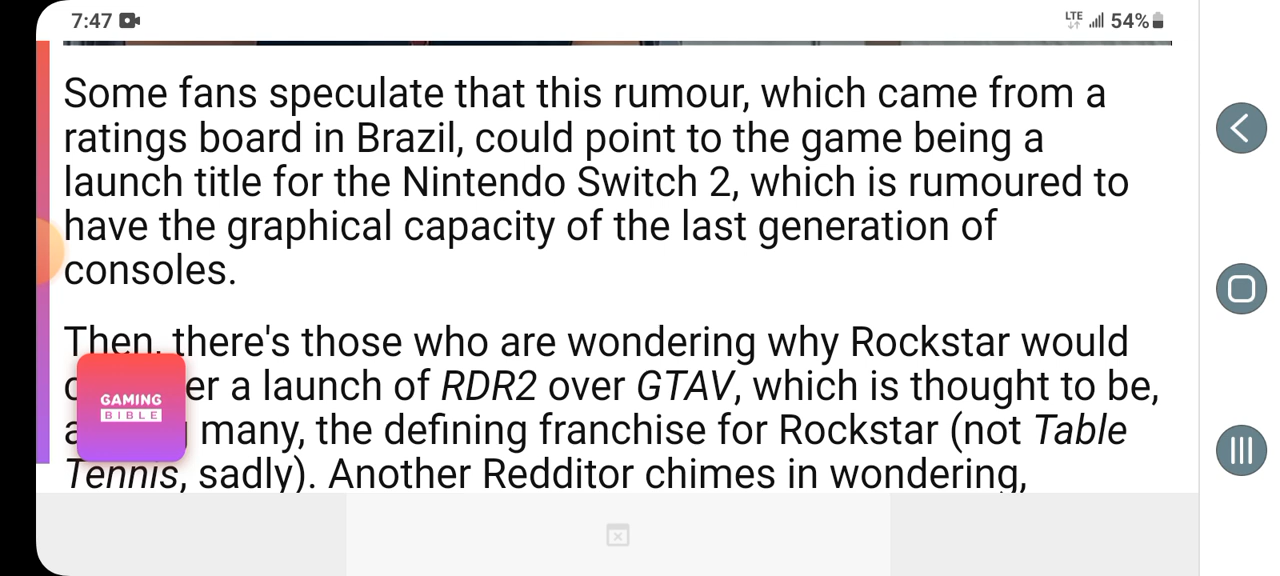 7:47
LTE
54%
Some fans speculate that this rumour, which came from a
ratings board in Brazil, could point to the game being a
launch title for the Nintendo Switch 2, which is rumoured to
have the graphical capacity of the last generation of
consoles.
Then, there's those who are wondering why Rockstar would
er a launch of RDR2 over GTAV, which is thought to be,
many, the defining franchise for Rockstar (not Table
Tennis, sadly). Another Redditor chimes in wondering,
GAMING
BIBLE